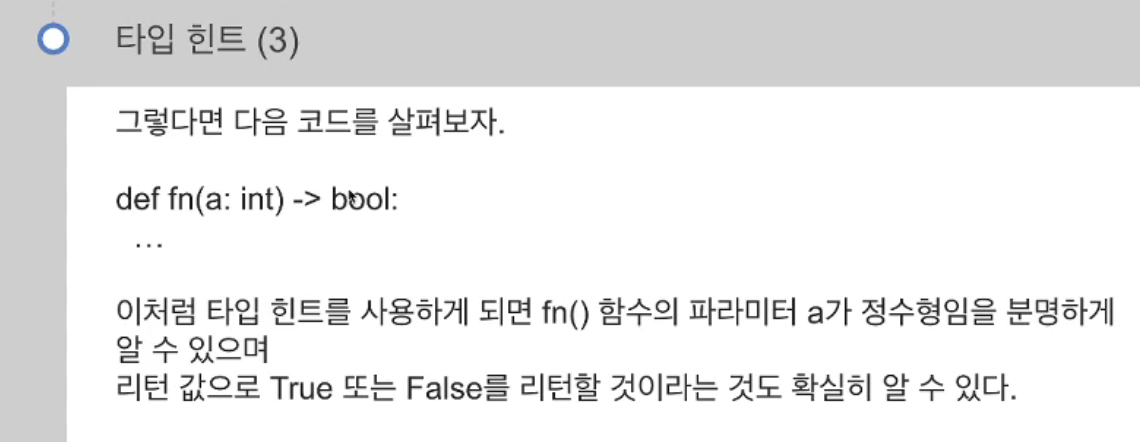 타입 힌트 (3)
그렇다면 다음 코드를 살펴보자.
def fn(a: int) -> bool:
...
이처럼 타입 힌트를 사용하게 되면 fn() 함수의 파라미터 a가 정수형임을 분명하게
알 수 있으며
리턴 값으로 True 또는 False를 리턴할 것이라는 것도 확실히 알 수 있다.